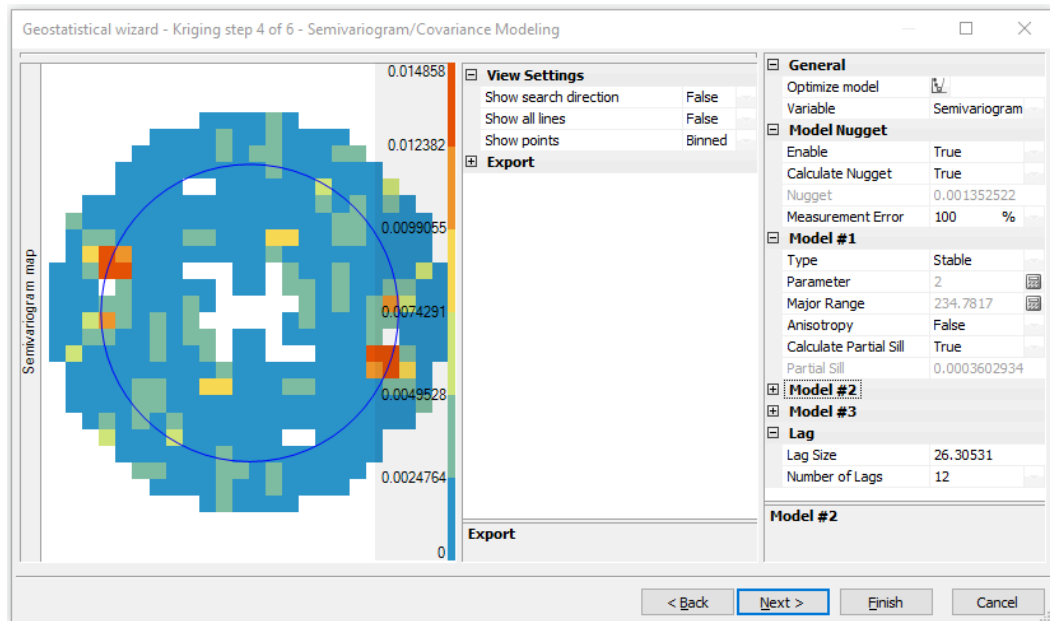 Geostatistical wizard - Kriging step 4 of 6 - Semivariogram/Covariance Modeling
Semivariogram map
0.014858
0.012382
0.0099055
0.0074291
0.0049528
0.0024764
0
View Settings
Show search direction False
Show all lines False
Show points Binned
Export
Export
General
Optimize model
Variable Semivariogram
Model Nugget
Enable True
Calculate Nugget True
Nugget 0.001352522
Measurement Error 100 %
Model #1
Type Stable
Parameter 2
Major Range 234.7817
Anisotropy False
Calculate Partial Sill True
Partial Sill 0.0003602934
Model #2
Model #3
Lag
Lag Size 26.30531
Number of Lags 12
Model #2
< Back Next > Finish Cancel